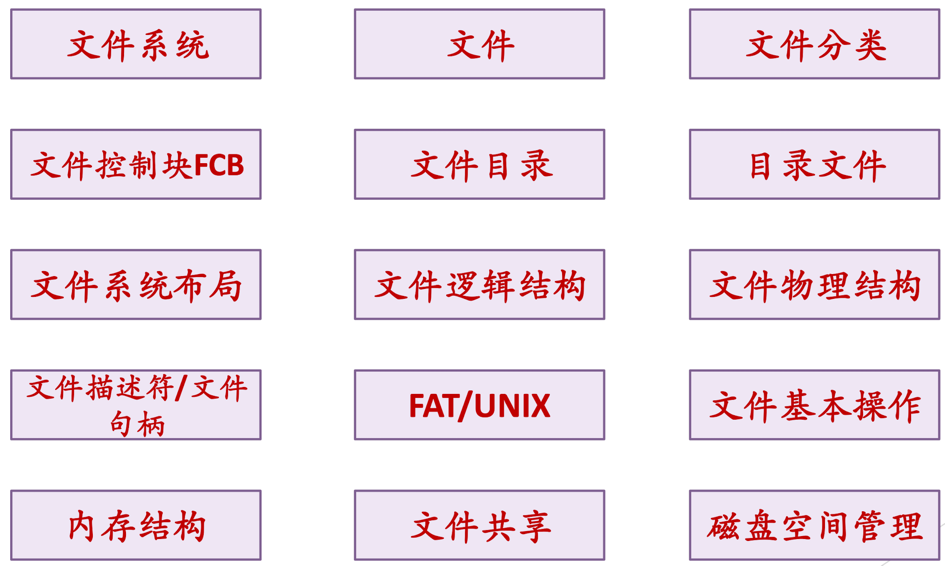 文件系统
文件
文件分类
文件控制块FCB
文件目录
目录文件
文件系统布局
文件逻辑结构
文件物理结构
文件描述符/文件
句柄
FAT/UNIX
文件基本操作
内存结构
文件共享
磁盘空间管理